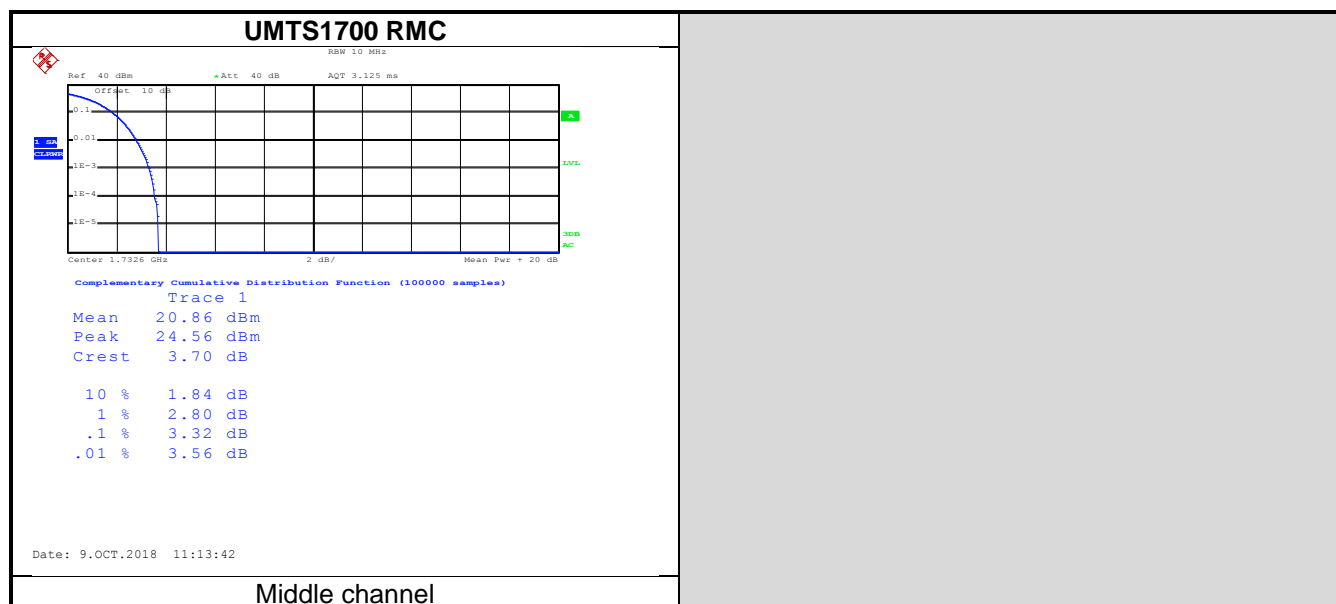 UMTS1700 RMC
R S
RBW 10 MHz
Ref 40 dBm *Att 40 dB AQT 3.125 ms
Offset 10 dB
0.1
A
1 SA
0.01
CLRWR
1E-3
LVL
1E-4
1E-5
3DB
AC
Center 1.7326 GHz 2 dB/ Mean Pwr + 20 dB
Complementary Cumulative Distribution Function (100000 samples)
Trace 1
Mean 20.86 dBm
Peak 24.56 dBm
Crest 3.70 dB
10 % 1.84 dB
1 % 2.80 dB
.1 % 3.32 dB
.01 % 3.56 dB
Date: 9.OCT.2018 11:13:42
Middle channel